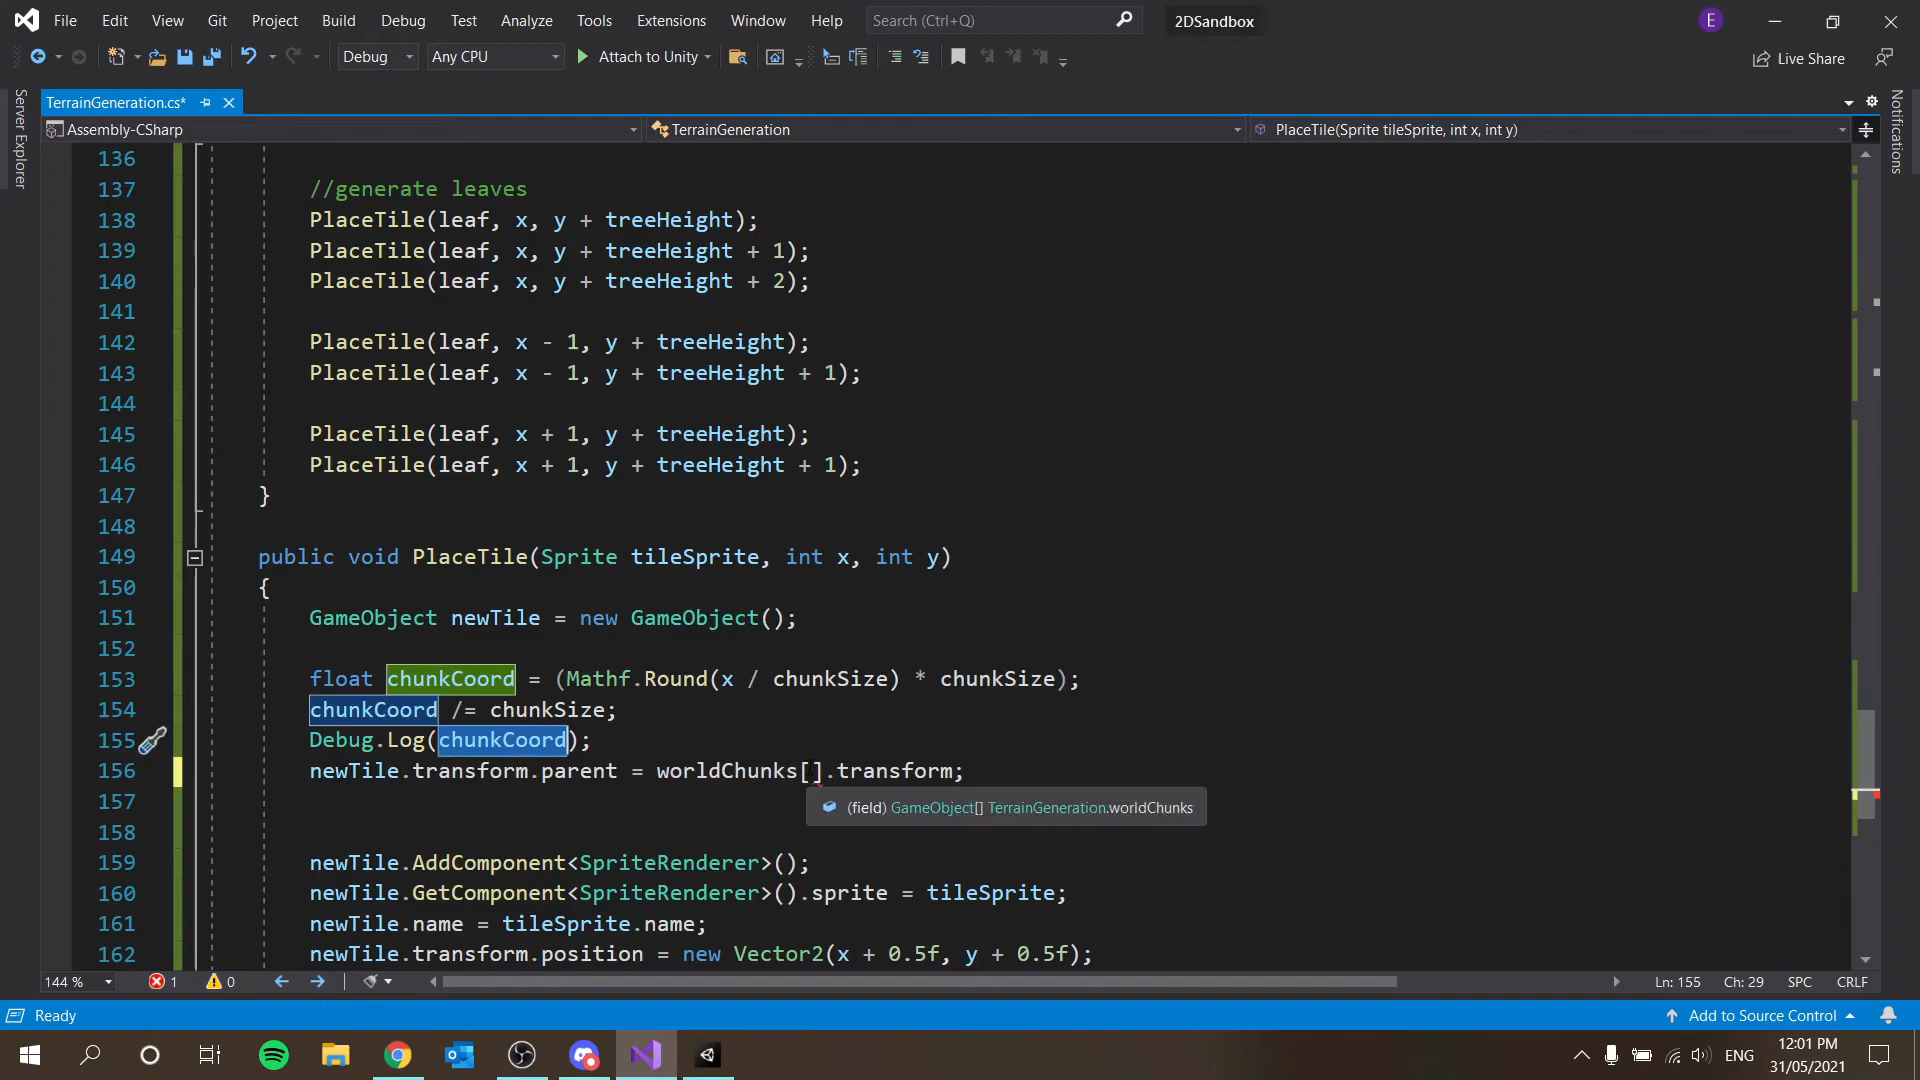 File Edit View Git Project Build Debug Test Analyze Tools Extensions Window Help Search (Ctrl+Q) 2DSandbox E
Debug Any CPU Attach to Unity Live Share
Server Explorer
Notifications
TerrainGeneration.cs*
Assembly-CSharp TerrainGeneration PlaceTile(Sprite tileSprite, int x, int y)
136
137 //generate leaves
138 PlaceTile(leaf, x, y + treeHeight);
139 PlaceTile(leaf, x, y + treeHeight + 1);
140 PlaceTile(leaf, x, y + treeHeight + 2);
141
142 PlaceTile(leaf, x - 1, y + treeHeight);
143 PlaceTile(leaf, x - 1, y + treeHeight + 1);
144
145 PlaceTile(leaf, x + 1, y + treeHeight);
146 PlaceTile(leaf, x + 1, y + treeHeight + 1);
147 }
148
149 public void PlaceTile(Sprite tileSprite, int x, int y)
150 {
151 GameObject newTile = new GameObject();
152
153 float chunkCoord = (Mathf.Round(x / chunkSize) * chunkSize);
154 chunkCoord /= chunkSize;
155 Debug.Log(chunkCoord);
156 newTile.transform.parent = worldChunks[].transform;
157 (field) GameObject[] TerrainGeneration.worldChunks
158
159 newTile.AddComponent<SpriteRenderer>();
160 newTile.GetComponent<SpriteRenderer>().sprite = tileSprite;
161 newTile.name = tileSprite.name;
162 newTile.transform.position = new Vector2(x + 0.5f, y + 0.5f);
144 % 1 0 Ln: 155 Ch: 29 SPC CRLF
Ready Add to Source Control
ENG 12:01 PM
31/05/2021